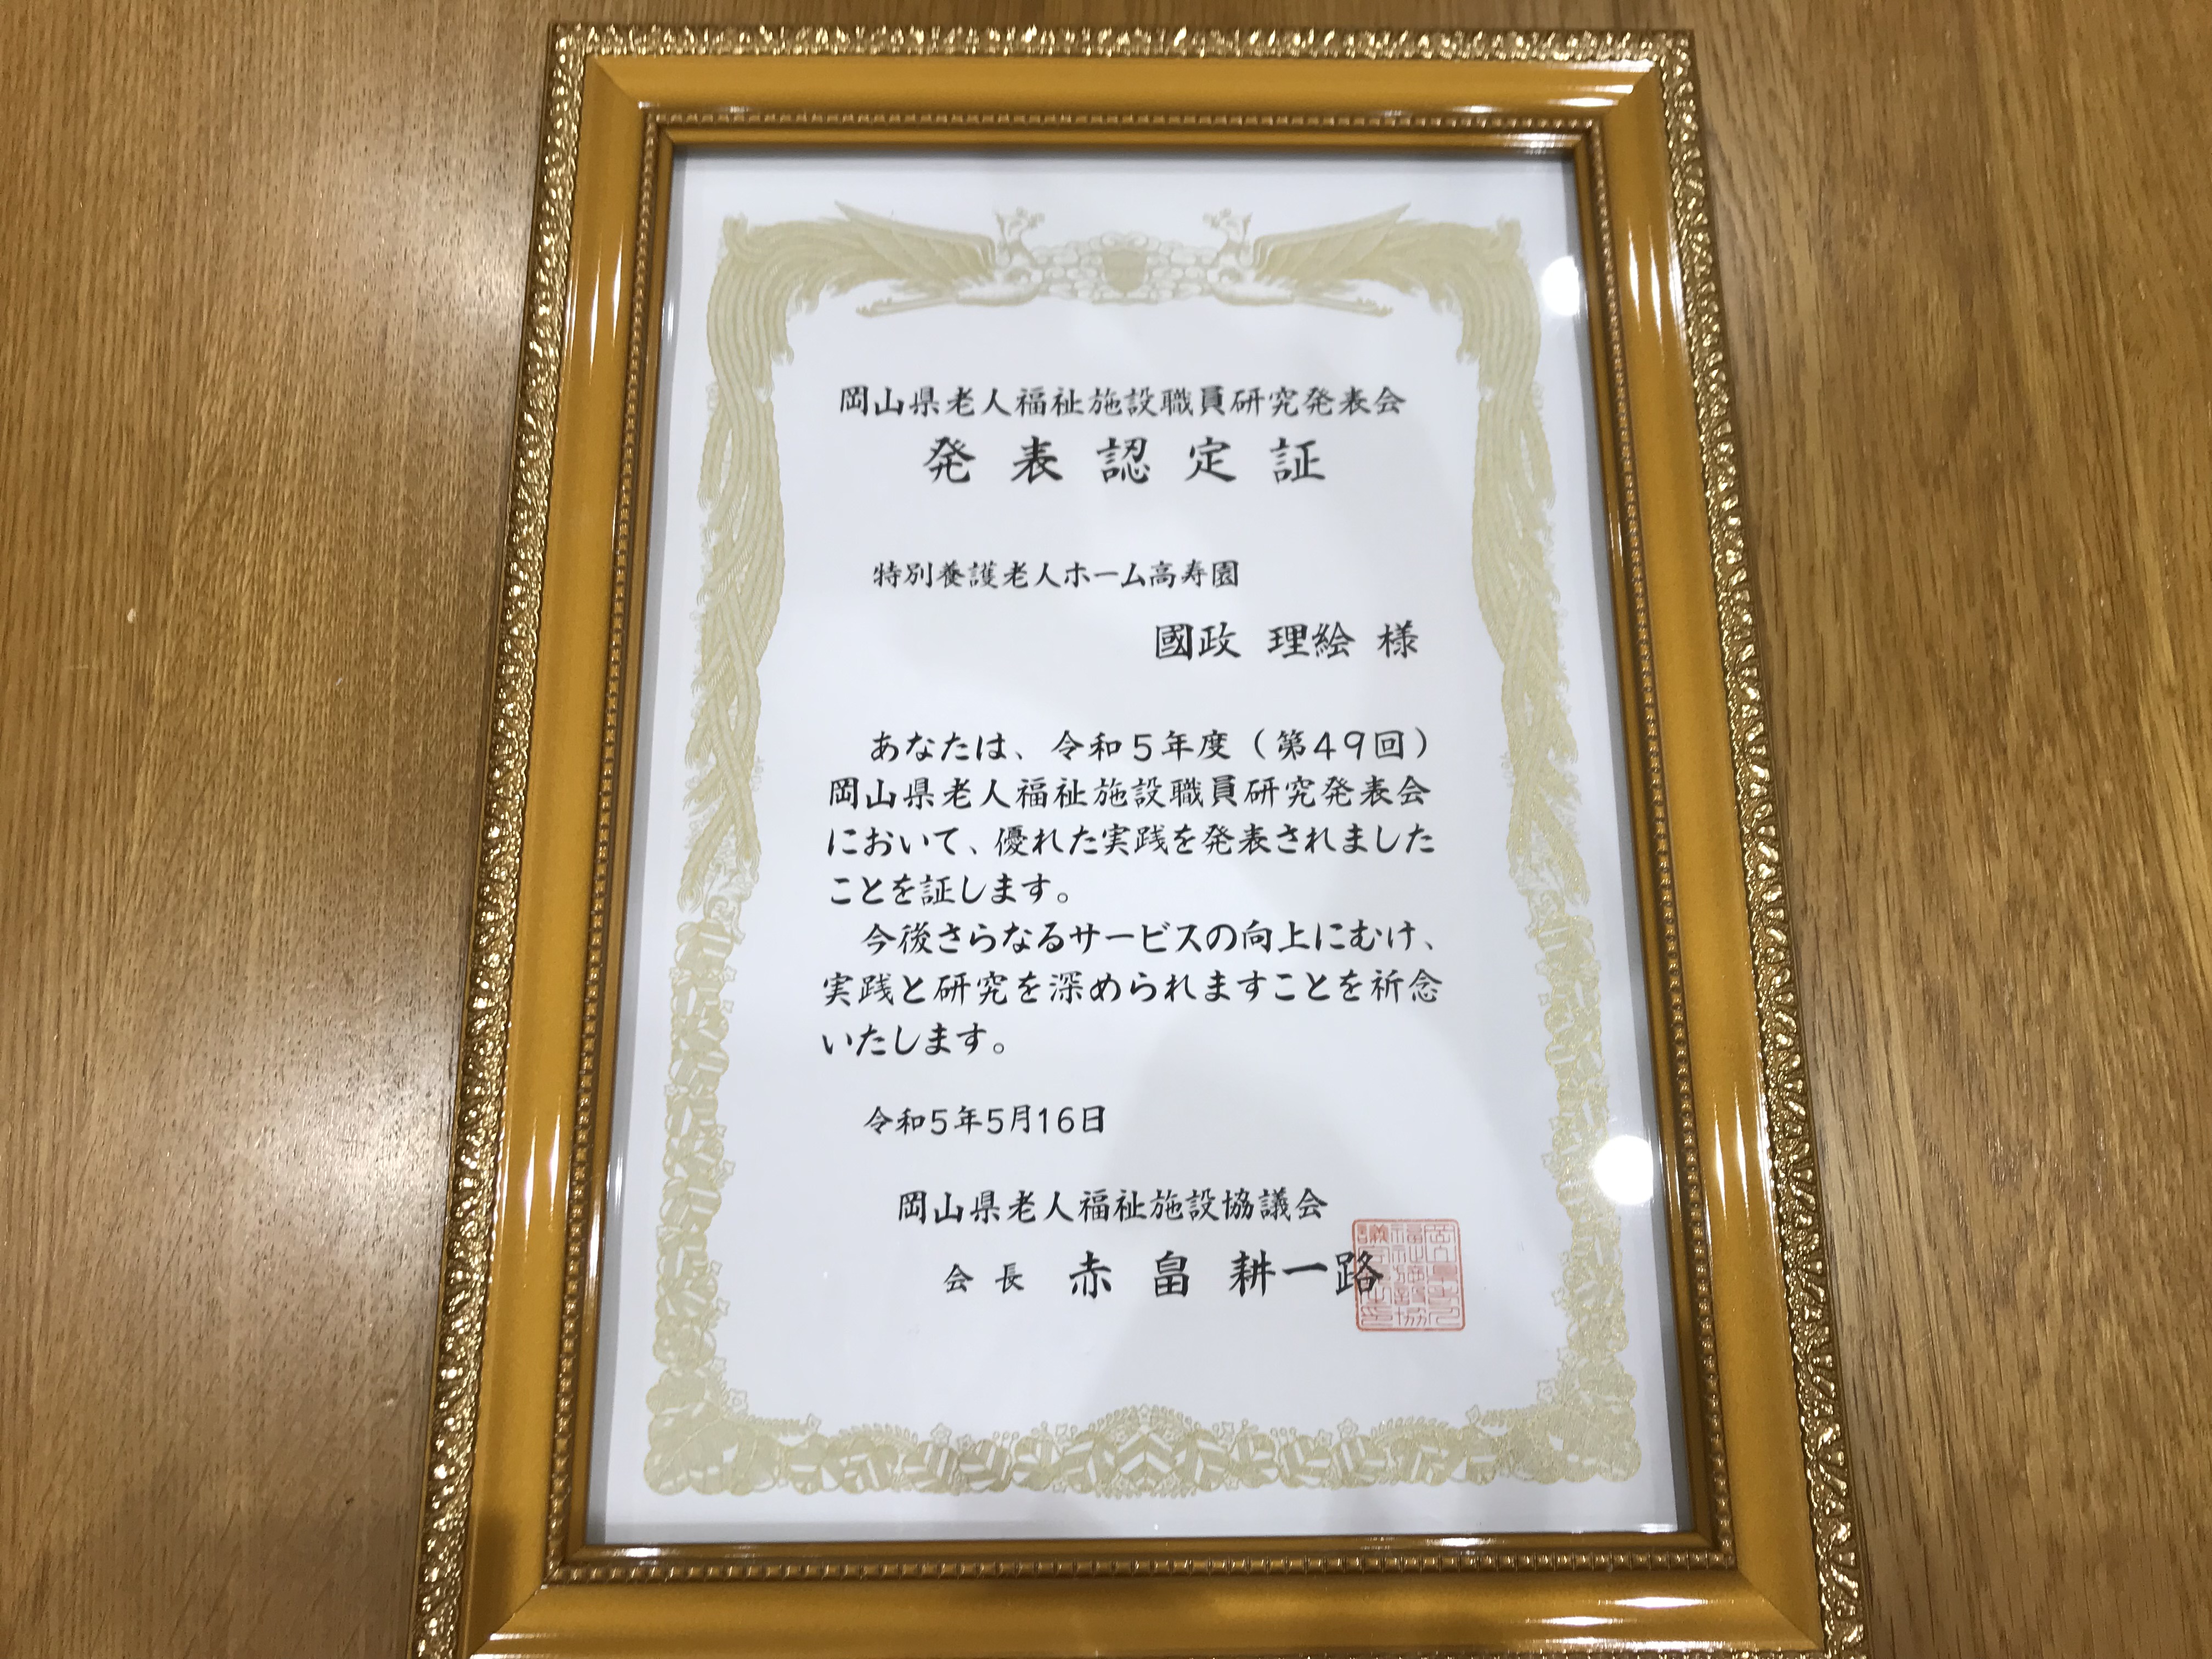 岡山県老人福祉施設職員研究発表会
発表認定証
特別養護老人ホーム高寿園
國政 理絵 様
あなたは、令和5年度(第49回)
岡山県老人福祉施設職員研究発表会
において、優れた実践を発表されました
ことを証します。
今後さらなるサービスの向上にむけ、
実践と研究を深められますことを祈念
いたします。
令和5年5月16日
岡山県老人福祉施設協議会
会長 赤畠 耕一路